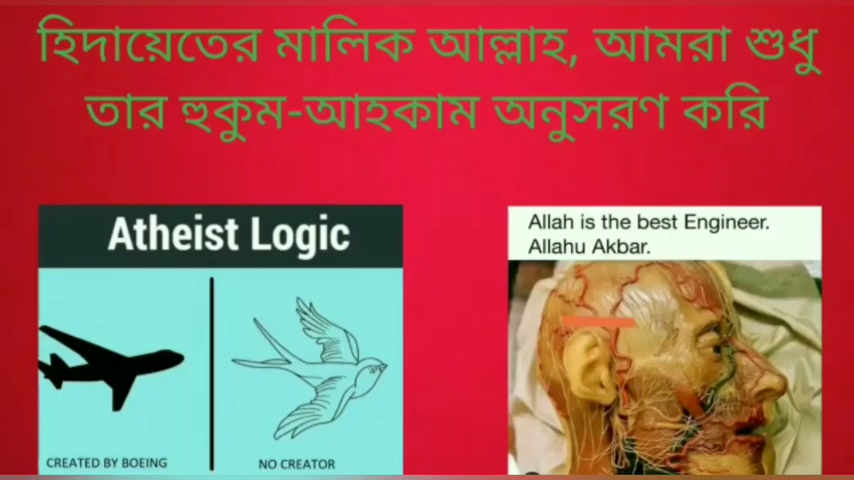 হিদায়েতের মালিক আল্লাহ, আমরা শুধু
তার হুকুম-আহকাম অনুসরণ করি
Atheist Logic
CREATED BY BOEING
NO CREATOR
Allah is the best Engineer.
Allahu Akbar.